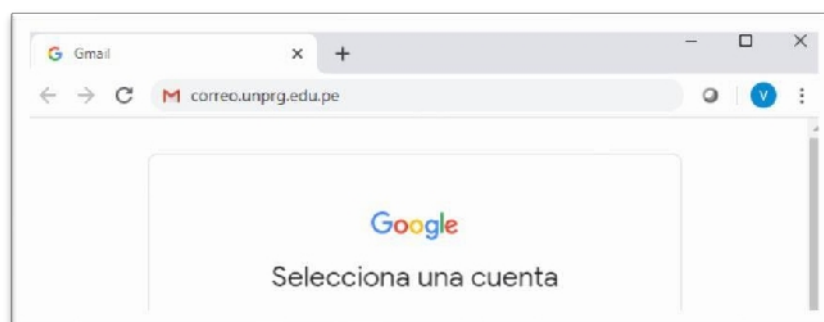 Gmail
correo.unprg.edu.pe
V
Google
Selecciona una cuenta